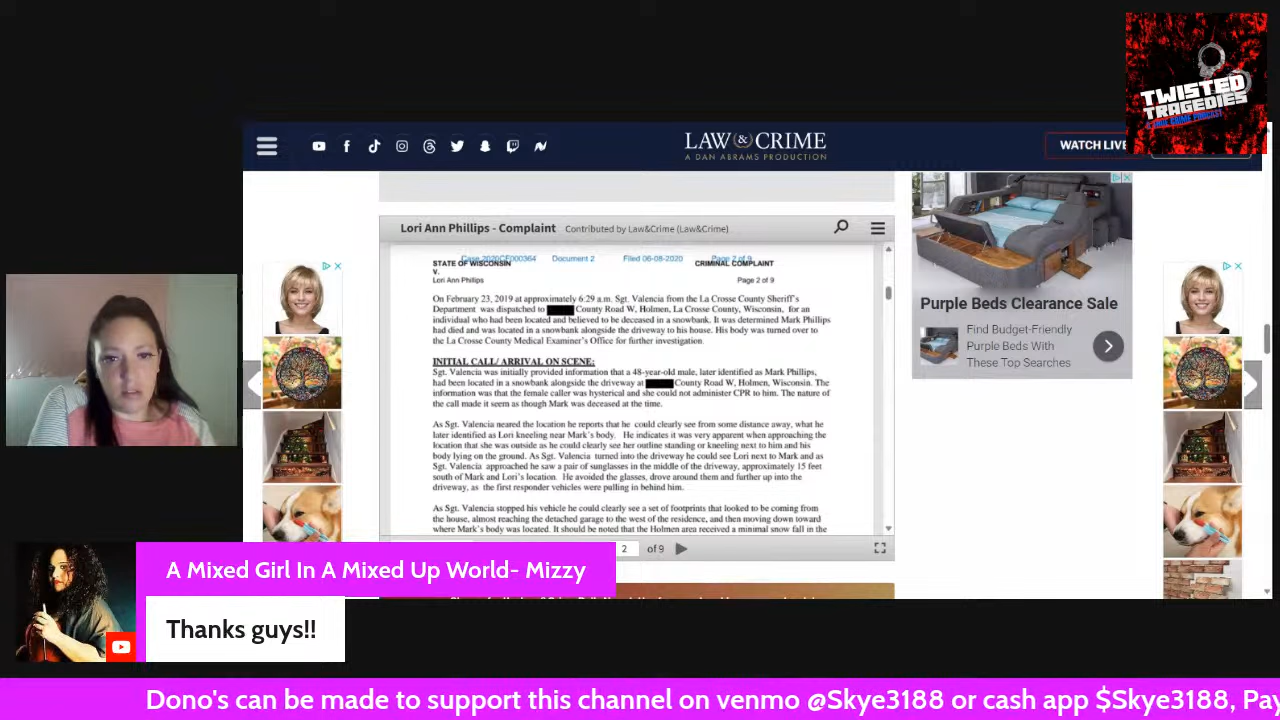 TWISTED
TRAGEDIES
A TRUE CRIME PODCAST
LAW & CRIME
A DAN ABRAMS PRODUCTION
WATCH LIVE
Lori Ann Phillips - Complaint
Contributed by Law&Crime (Law&Crime)
Case 2020CF000364 Document 2 Filed 06-08-2020 Page 2 of 9
STATE OF WISCONSIN CRIMINAL COMPLAINT
V.
Lori Ann Phillips Page 2 of 9
On February 23, 2019 at approximately 6:29 a.m. Sgt. Valencia from the La Crosse County Sheriff's
Department was dispatched to County Road W, Holmen, La Crosse County, Wisconsin, for an
individual who had been located and believed to be deceased in a snowbank. It was determined Mark Phillips
had died and was located in a snowbank alongside the driveway to his house. His body was turned over to
the La Crosse County Medical Examiner's Office for further investigation.
INITIAL CALL/ ARRIVAL ON SCENE:
Sgt. Valencia was initially provided information that a 48-year-old male, later identified as Mark Phillips,
had been located in a snowbank alongside the driveway at County Road W, Holmen, Wisconsin. The
information was that the female caller was hysterical and she could not administer CPR to him. The nature of
the call made it seem as though Mark was deceased at the time.
As Sgt. Valencia neared the location he reports that he could clearly see from some distance away, what he
later identified as Lori kneeling near Mark's body. He indicates it was very apparent when approaching the
location that she was outside as he could clearly see her outline standing or kneeling next to him and his
body lying on the ground. As Sgt. Valencia turned into the driveway he could see Lori next to Mark and as
Sgt. Valencia approached he saw a pair of sunglasses in the middle of the driveway, approximately 15 feet
south of Mark and Lori's location. He avoided the glasses, drove around them and further up into the
driveway, as the first responder vehicles were pulling in behind him.
As Sgt. Valencia stopped his vehicle he could clearly see a set of footprints that looked to be coming from
the house, almost reaching the detached garage to the west of the residence, and then moving down toward
where Mark's body was located. It should be noted that the Holmen area received a minimal snow fall in the
2 of 9
Purple Beds Clearance Sale
Find Budget-Friendly
Purple Beds With
These Top Searches
A Mixed Girl In A Mixed Up World- Mizzy
Thanks guys!!
Dono's can be made to support this channel on venmo @Skye3188 or cash app $Skye3188, Pay